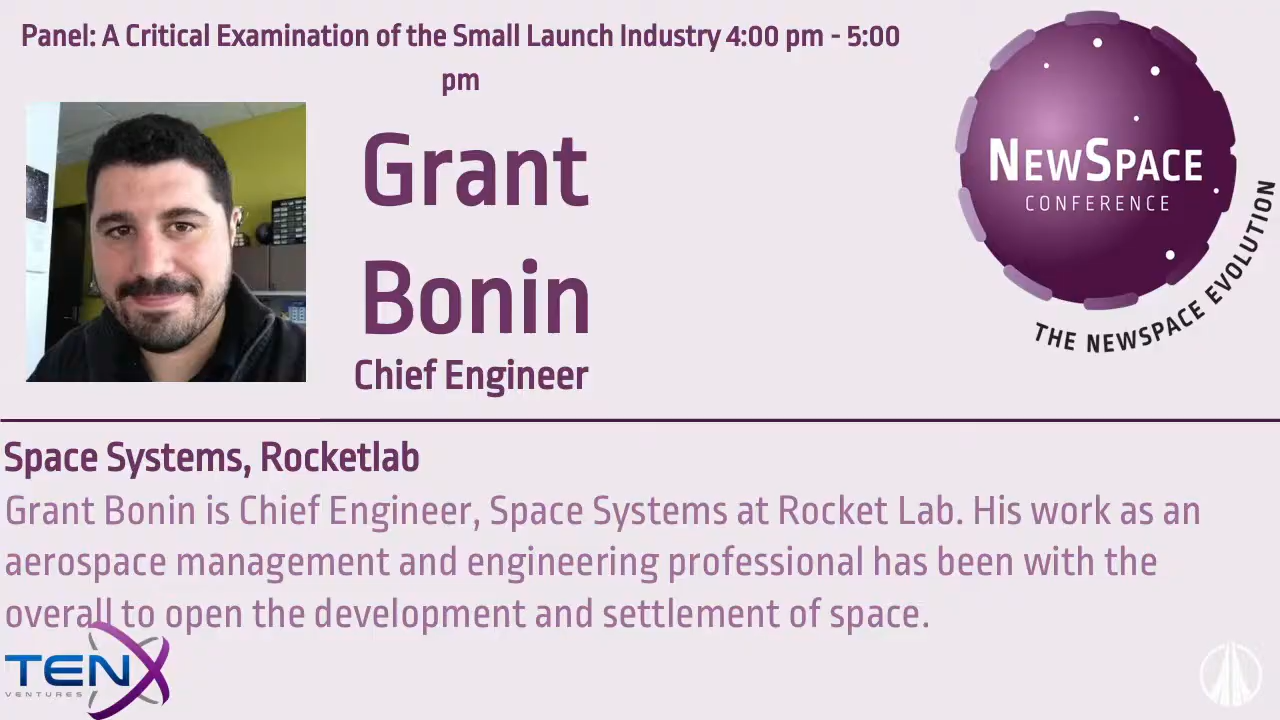 Panel: A Critical Examination of the Small Launch Industry 4:00 pm - 5:00
pm
Grant
Bonin
Chief Engineer
NEWSPACE
CONFERENCE
THE NEWSPACE EVOLUTION
Space Systems, Rocketlab
Grant Bonin is Chief Engineer, Space Systems at Rocket Lab. His work as an
aerospace management and engineering professional has been with the
overall to open the development and settlement of space.
TENX
VENTURES